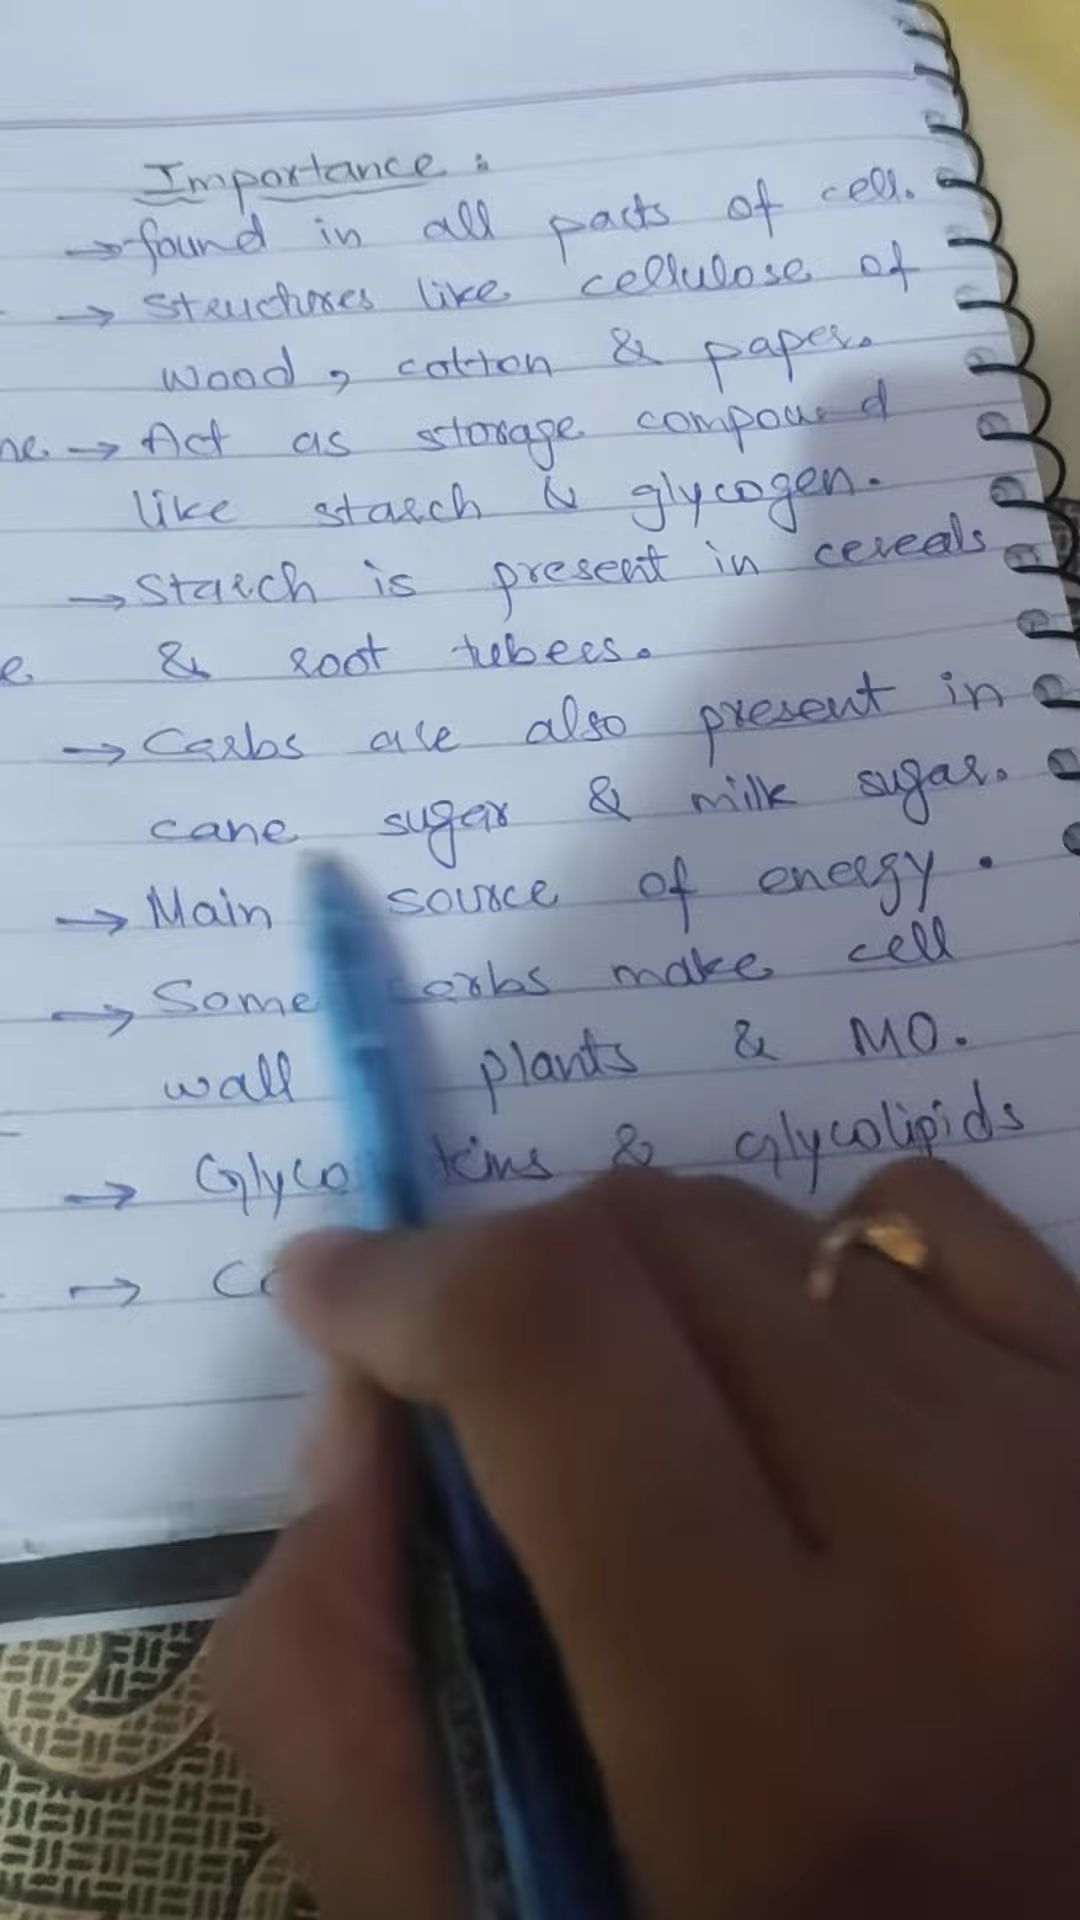 Importance :
→ found in all parts of cell.
→ Structures like cellulose of
wood, cotton & paper.
→ Act as storage compound
like starch & glycogen.
→ Starch is present in cereals
& root tubers.
→ Carbs are also present in
cane sugar & milk sugar.
→ Main source of energy.
→ Some carbs make cell
wall plants & MO.
→ & Glycolipids
→